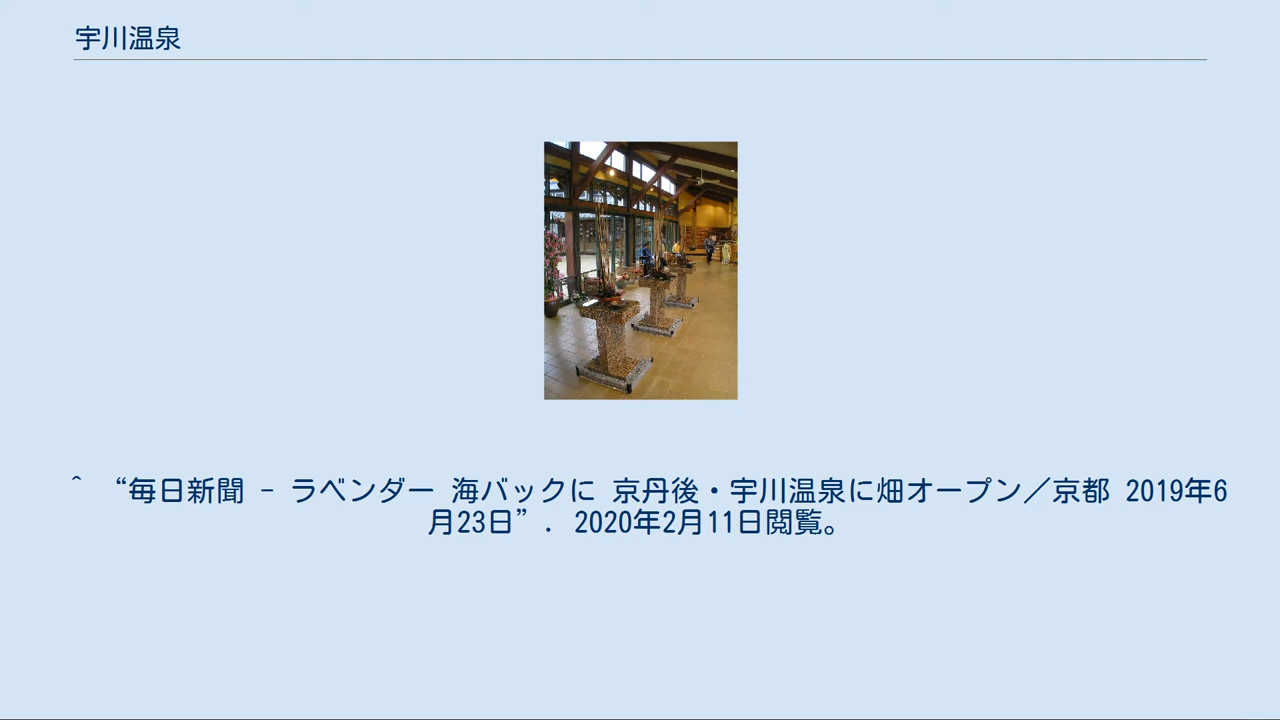 宇川温泉
^ “毎日新聞 - ラベンダー 海バックに 京丹後・宇川温泉に畑オープン／京都 2019年6
月23日”. 2020年2月11日閲覧。